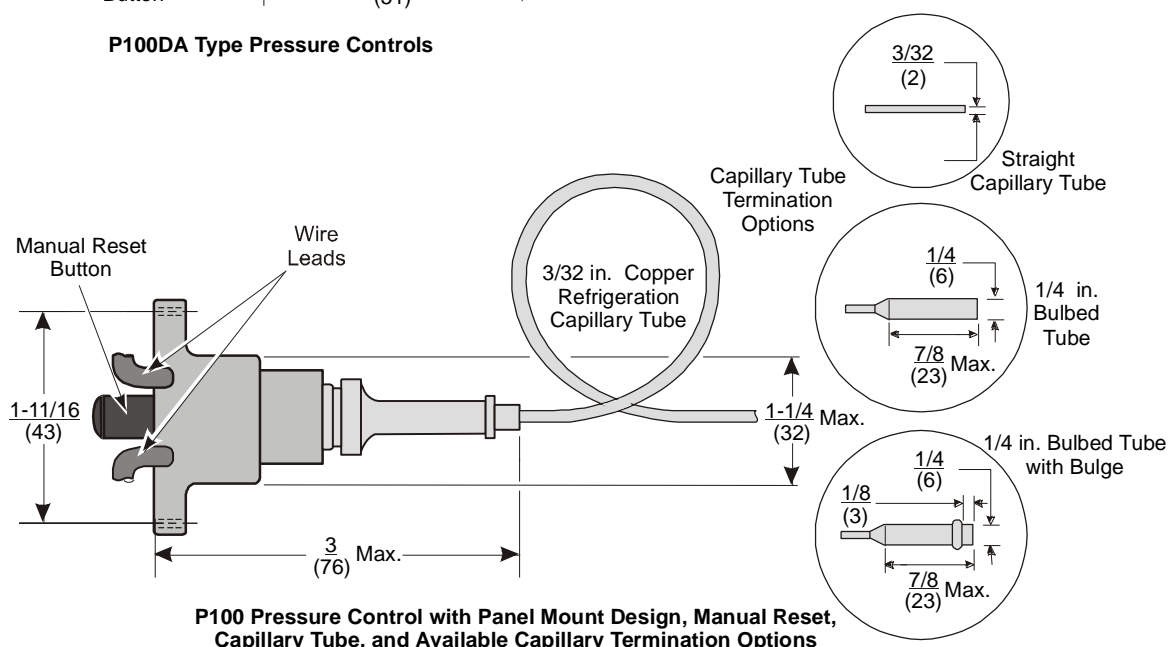 Button
(51)
P100DA Type Pressure Controls
3/32
(2)
Straight
Capillary Tube
Capillary Tube
Termination
Options
Manual Reset
Button
Wire
Leads
3/32 in. Copper
Refrigeration
Capillary Tube
1/4
(6)
1/4 in.
Bulbed
Tube
7/8
(23)
Max.
1-11/16
(43)
1-1/4
(32)
Max.
1/4 in. Bulbed Tube
with Bulge
1/4
(6)
1/8
(3)
7/8
(23)
Max.
3
(76)
Max.
P100 Pressure Control with Panel Mount Design, Manual Reset,
Capillary Tube, and Available Capillary Termination Options